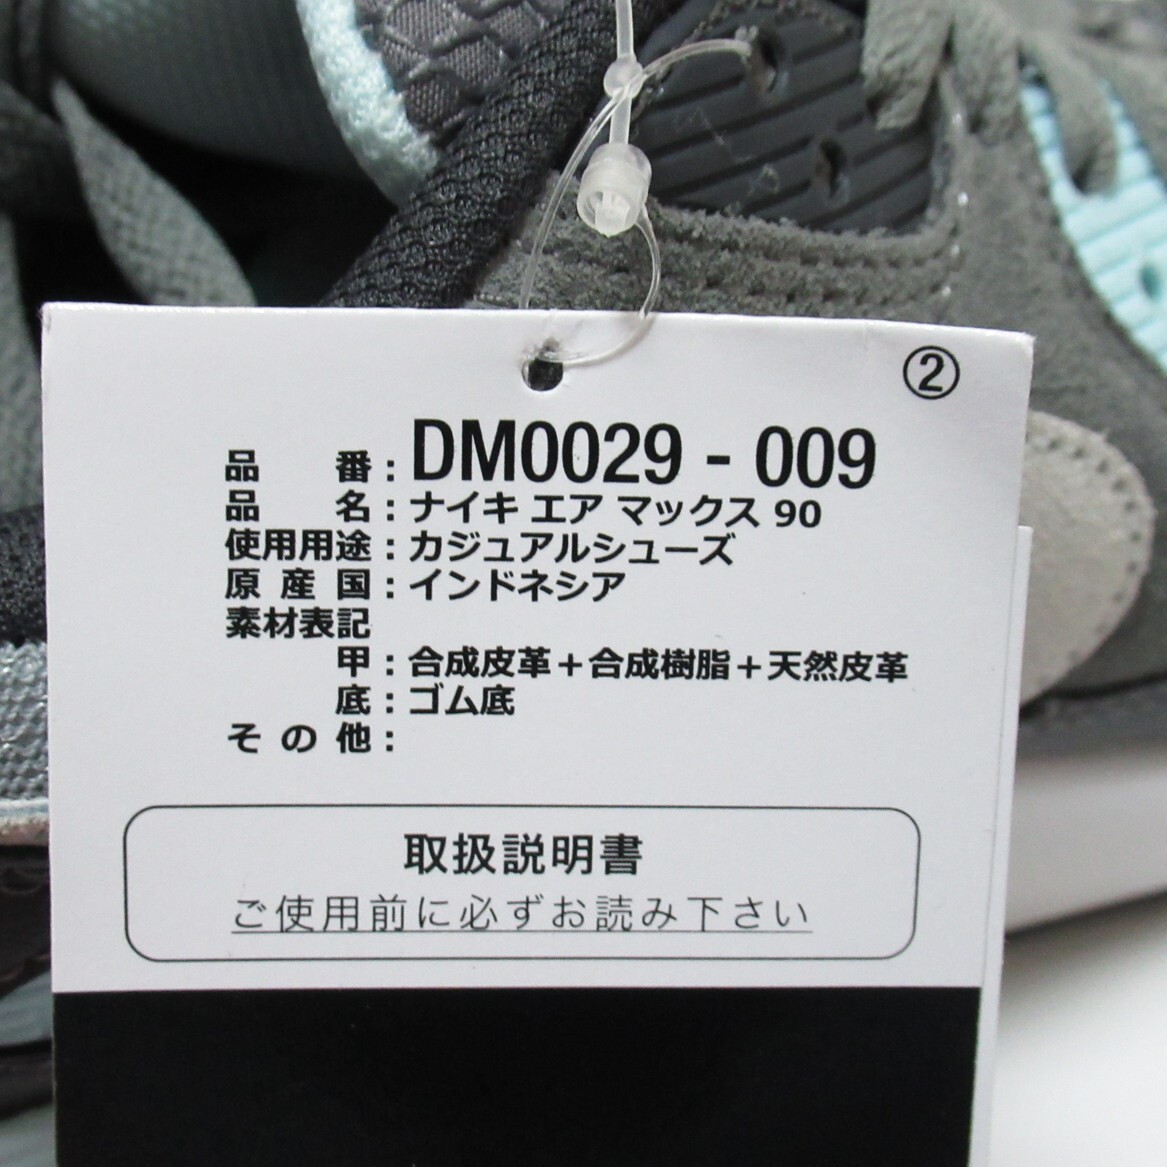 ②
品番：DM0029 - 009
品名：ナイキ エア マックス 90
使用用途：カジュアルシューズ
原産国：インドネシア
素材表記
甲：合成皮革＋合成樹脂＋天然皮革
底：ゴム底
その他：
取扱説明書
ご使用前に必ずお読み下さい